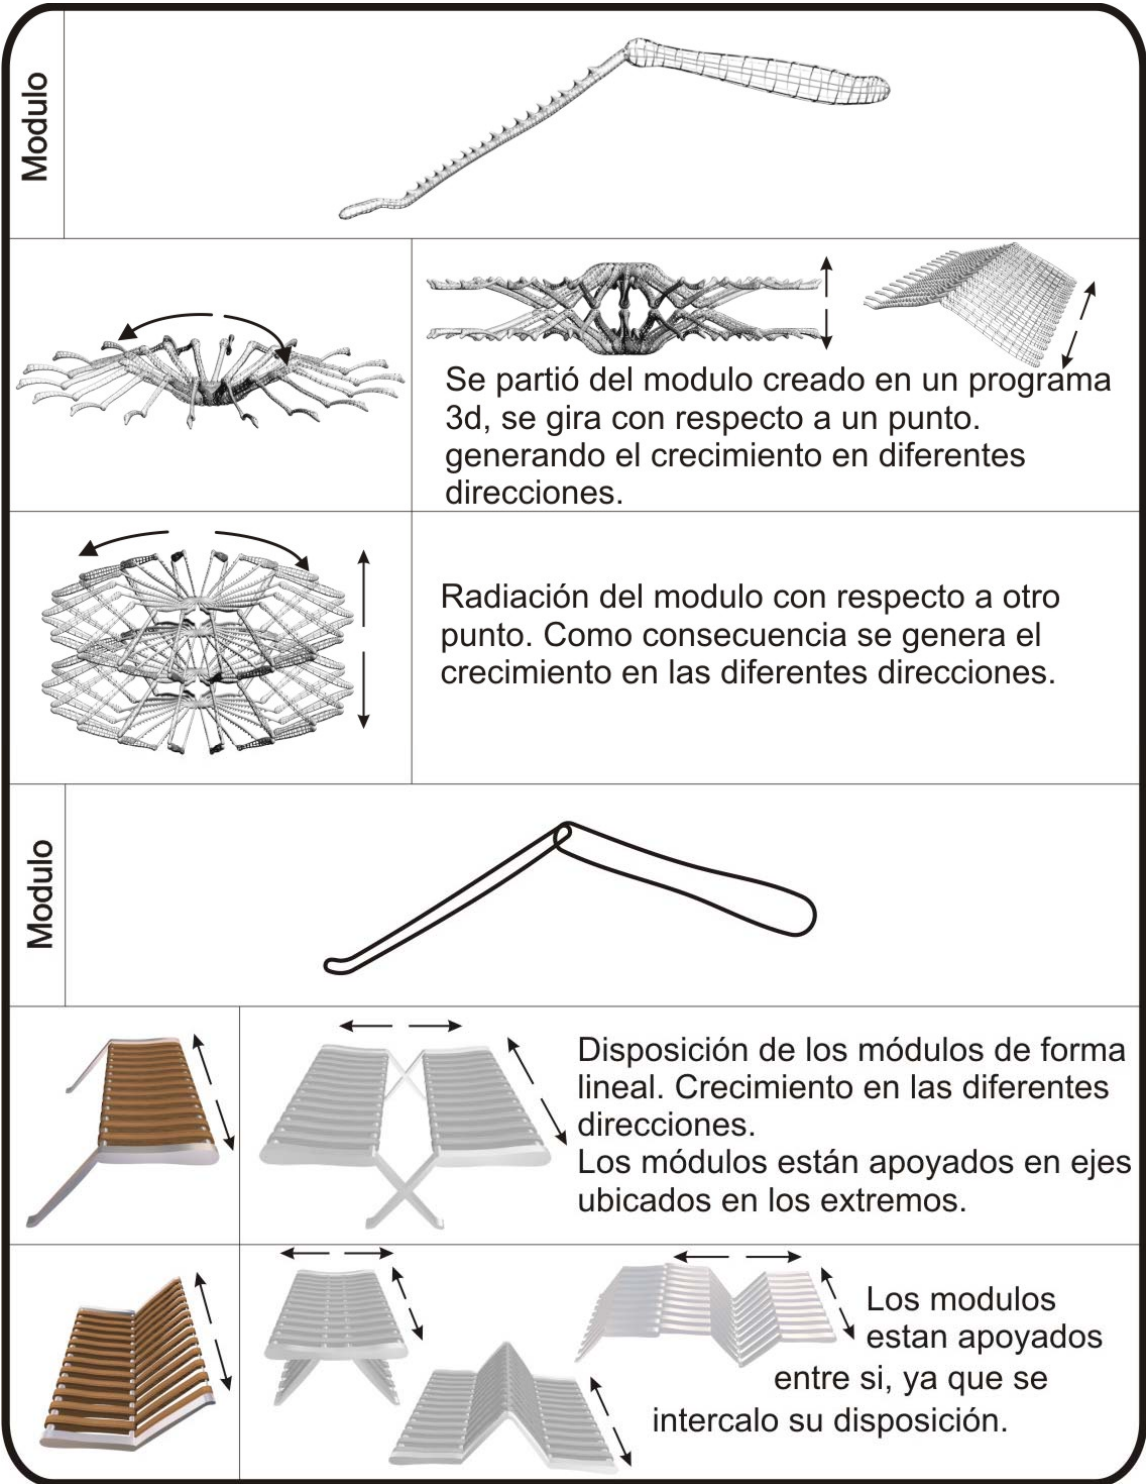 Modulo
Se partió del modulo creado en un programa
3d, se gira con respecto a un punto.
generando el crecimiento en diferentes
direcciones.
Radiación del modulo con respecto a otro
punto. Como consecuencia se genera el
crecimiento en las diferentes direcciones.
Modulo
Disposición de los módulos de forma
lineal. Crecimiento en las diferentes
direcciones.
Los módulos están apoyados en ejes
ubicados en los extremos.
Los modulos
estan apoyados
entre si, ya que se
intercalo su disposición.